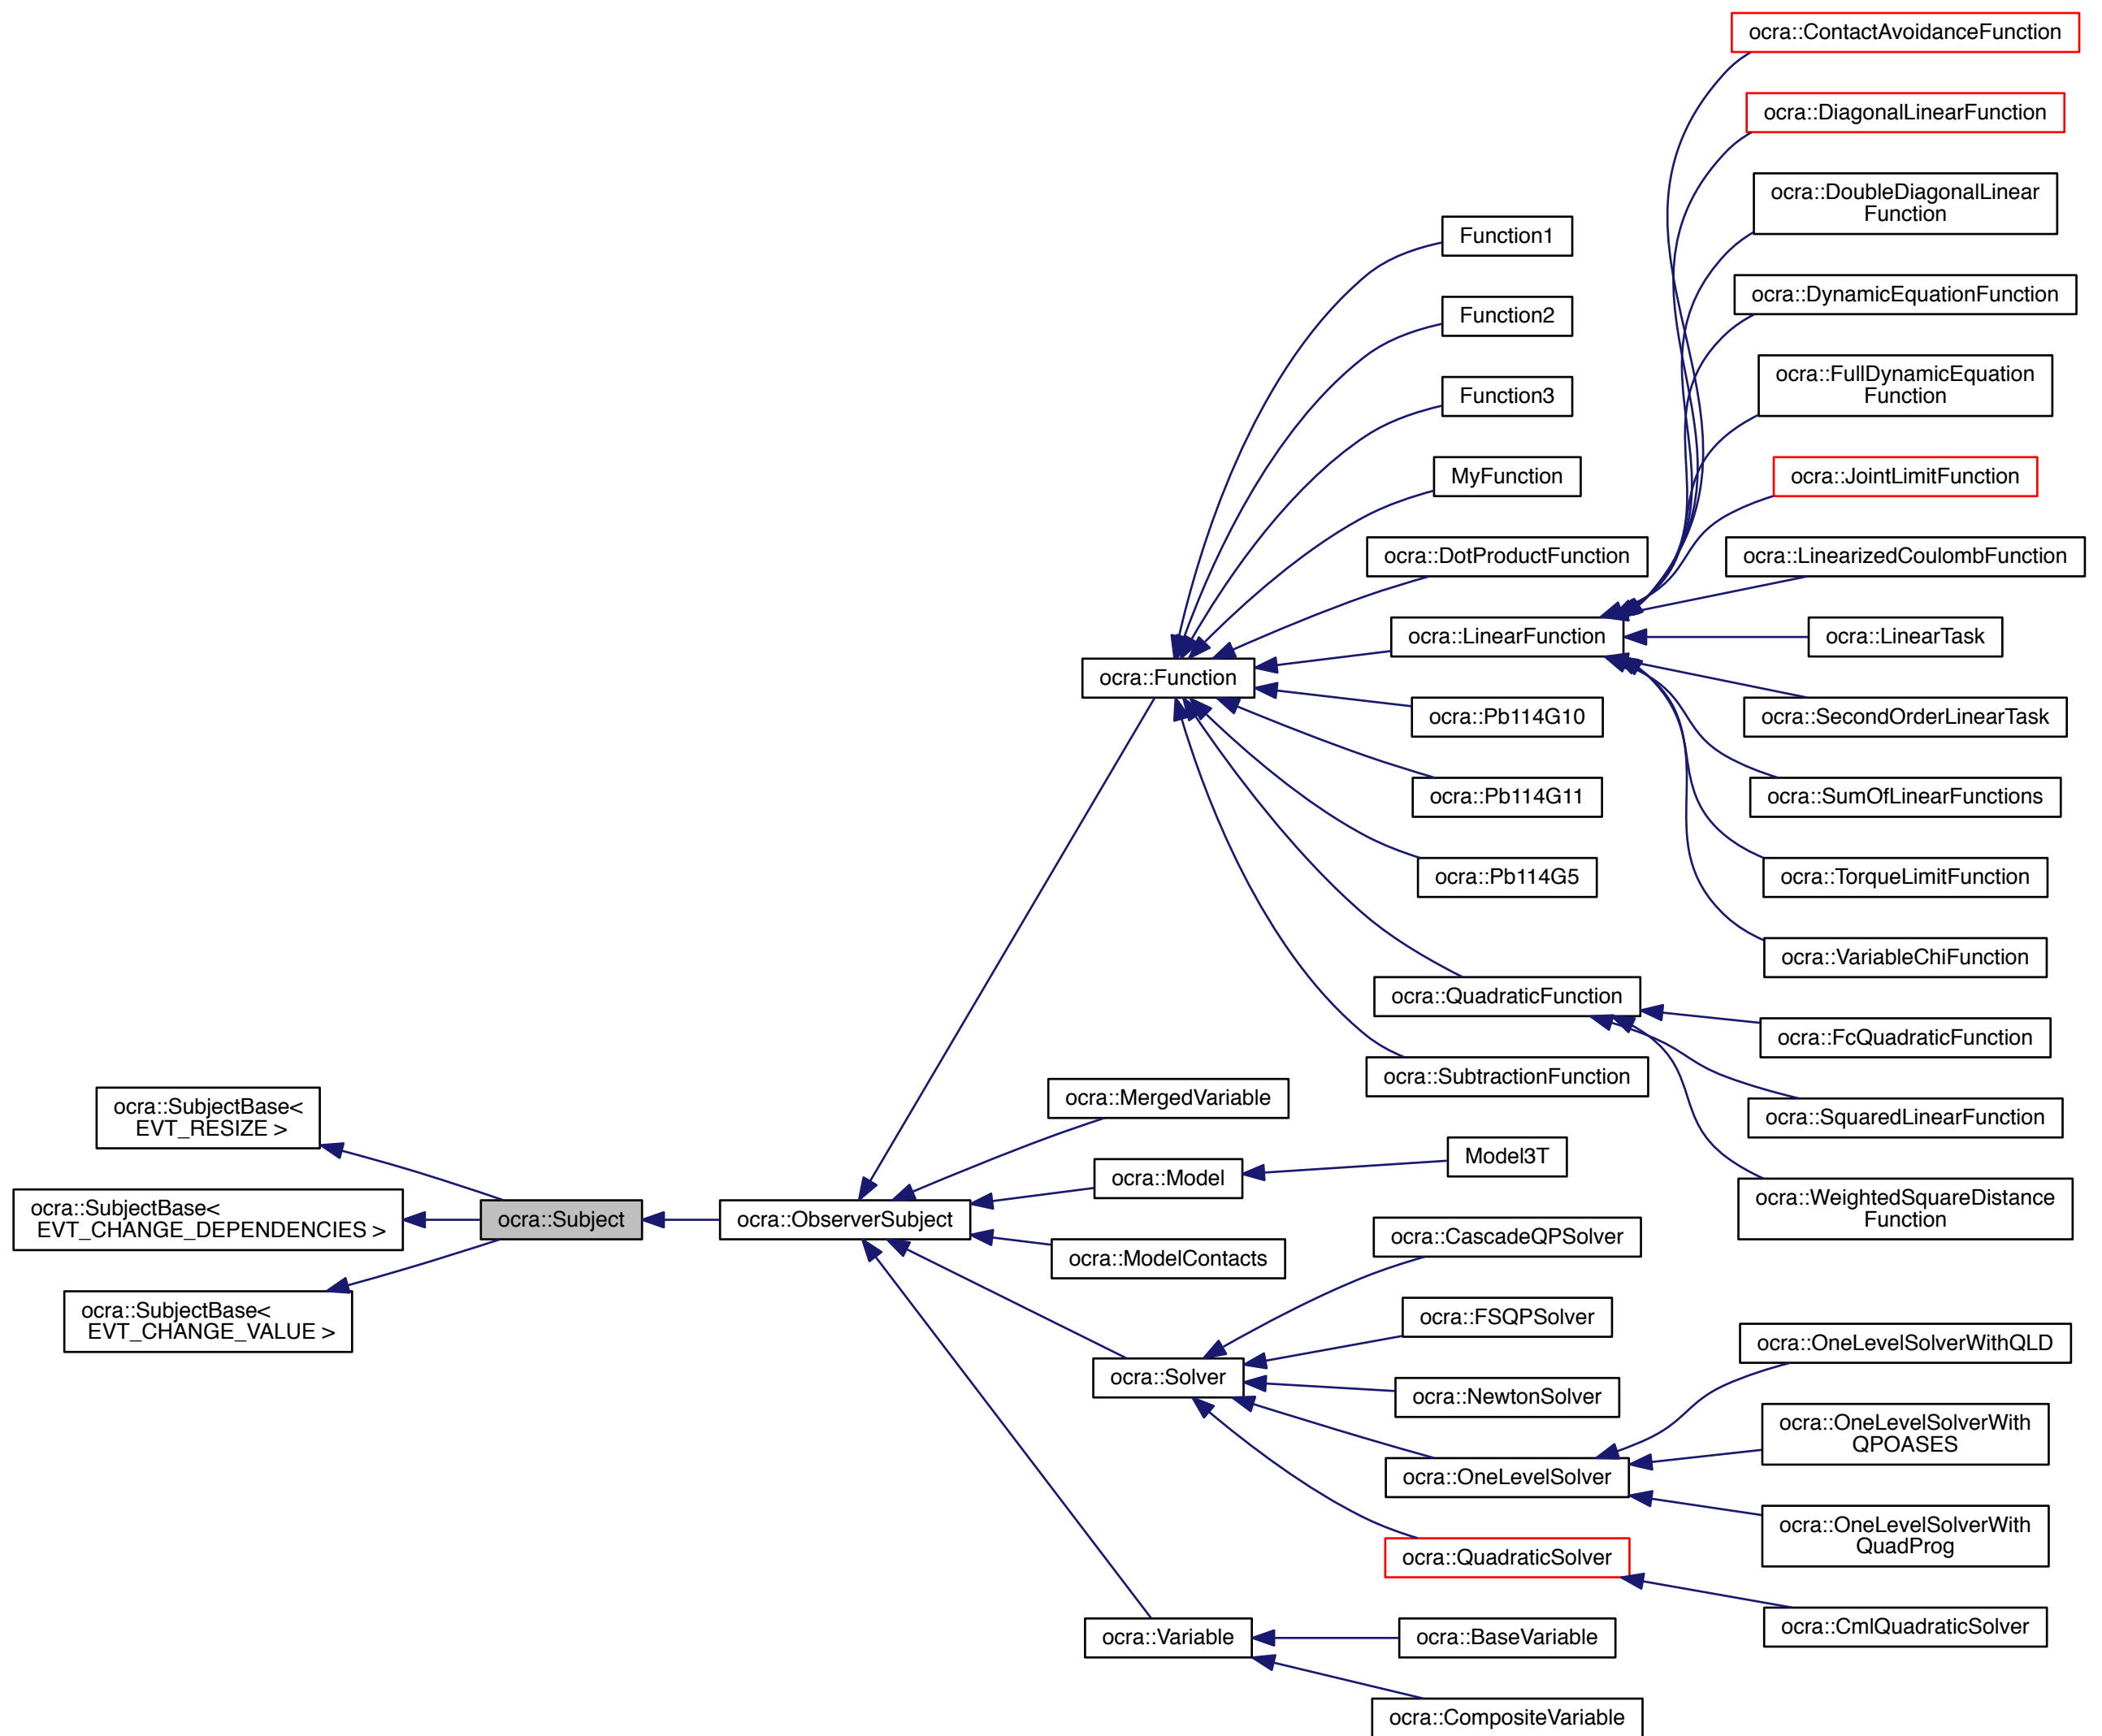 ocra::ContactAvoidanceFunction
ocra::DiagonalLinearFunction
ocra::DoubleDiagonalLinear
Function
Function1
ocra::DynamicEquationFunction
Function2
ocra::FullDynamicEquation
Function
Function3
MyFunction
ocra::JointLimitFunction
ocra::DotProductFunction
ocra::LinearizedCoulombFunction
ocra::LinearFunction
ocra::LinearTask
ocra::Function
ocra::Pb114G10
ocra::SecondOrderLinearTask
ocra::Pb114G11
ocra::SumOfLinearFunctions
ocra::Pb114G5
ocra::TorqueLimitFunction
ocra::VariableChiFunction
ocra::QuadraticFunction
ocra::FcQuadraticFunction
ocra::SubtractionFunction
ocra::MergedVariable
ocra::SquaredLinearFunction
ocra::SubjectBase<
EVT_RESIZE >
Model3T
ocra::Model
ocra::WeightedSquareDistance
Function
ocra::SubjectBase<
EVT_CHANGE_DEPENDENCIES >
ocra::Subject
ocra::ObserverSubject
ocra::CascadeQPSolver
ocra::ModelContacts
ocra::SubjectBase<
EVT_CHANGE_VALUE >
ocra::FSQPSolver
ocra::OneLevelSolverWithQLD
ocra::Solver
ocra::NewtonSolver
ocra::OneLevelSolverWith
QPOASES
ocra::OneLevelSolver
ocra::OneLevelSolverWith
QuadProg
ocra::QuadraticSolver
ocra::CmlQuadraticSolver
ocra::Variable
ocra::BaseVariable
ocra::CompositeVariable